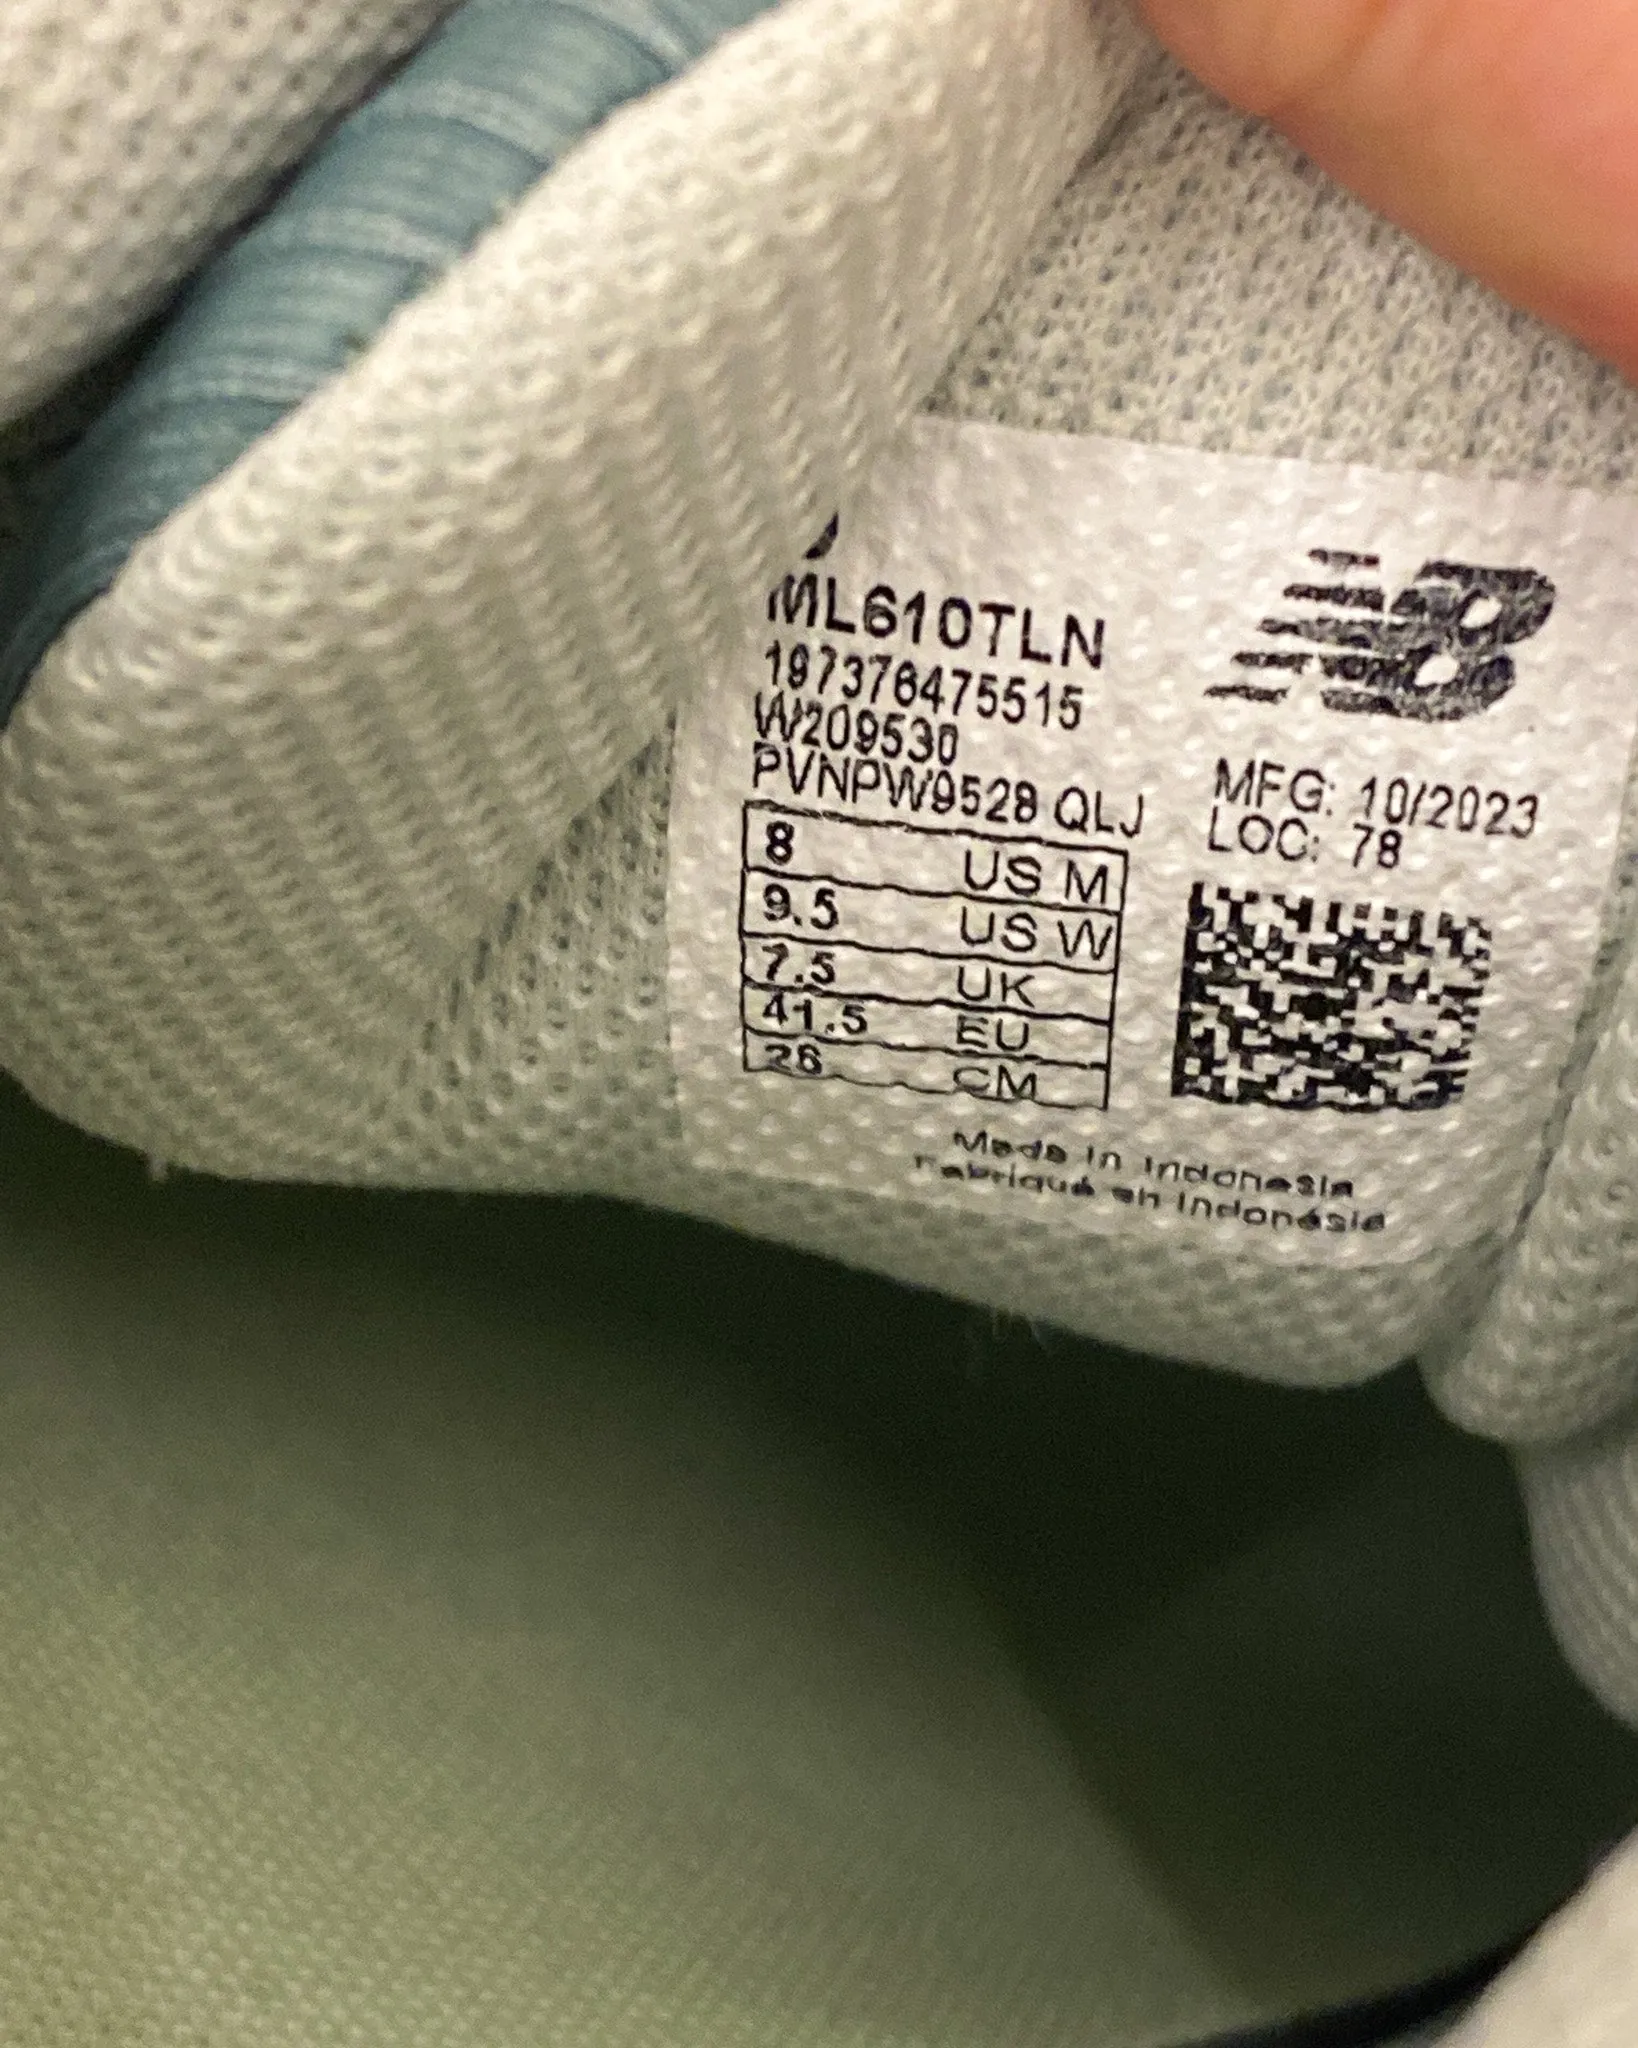 ML610TLN
197376475515
W209530
PVNPW9528 QLJ
8 US M
9.5 US W
7.5 UK
41.5 EU
26 CM
NB
MFG: 10/2023
LOC: 78
Made in Indonesia
Fabriqué en Indonésie